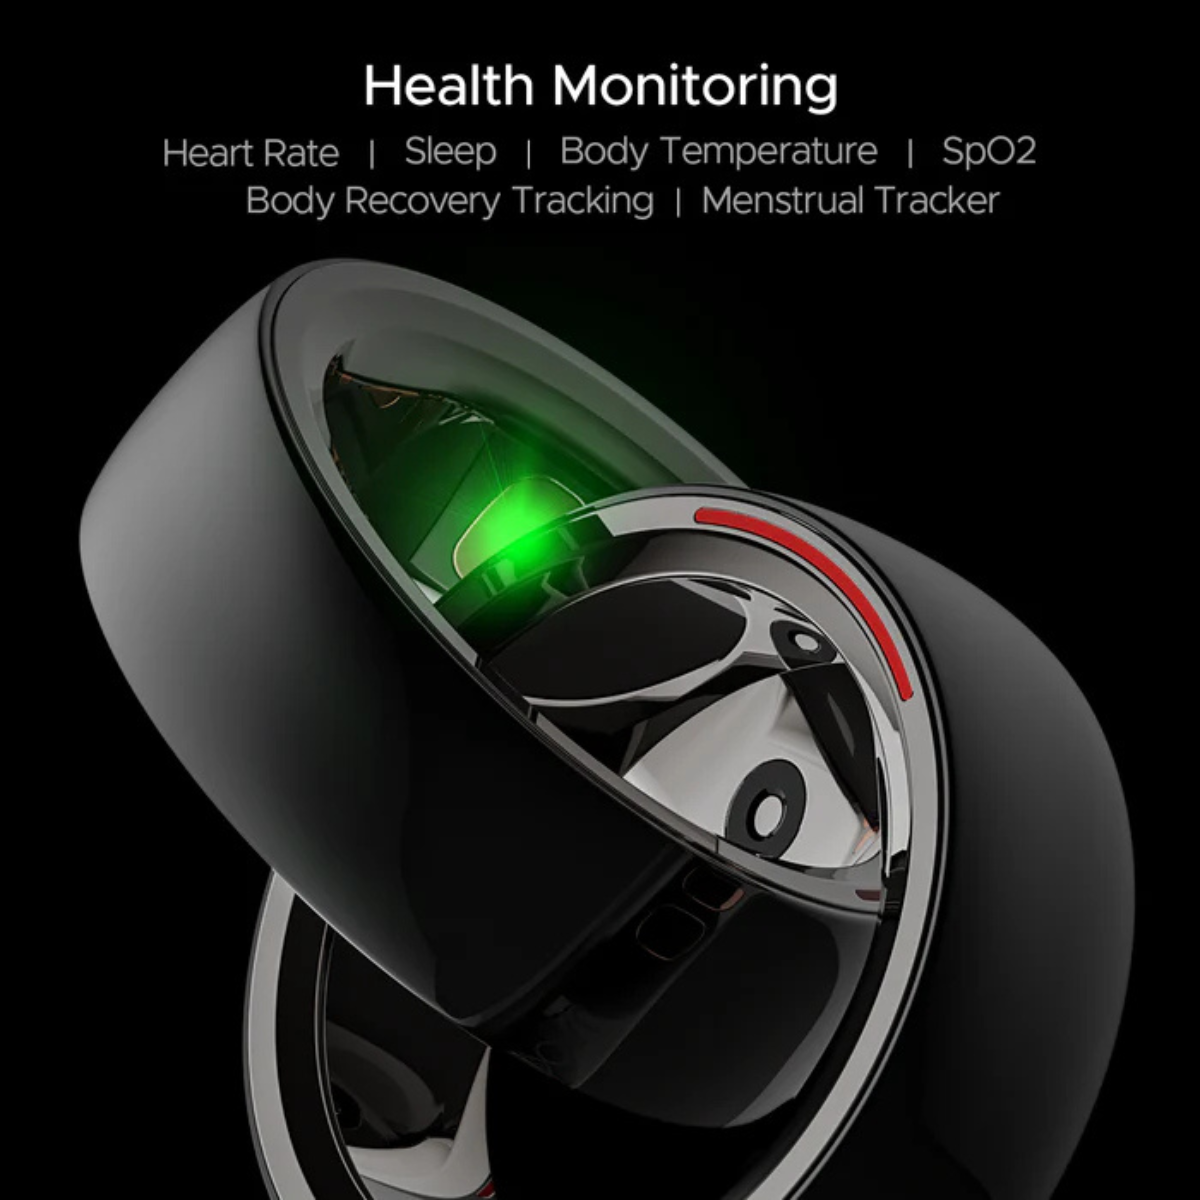 Health Monitoring
Heart Rate | Sleep | Body Temperature | SpO2
Body Recovery Tracking | Menstrual Tracker